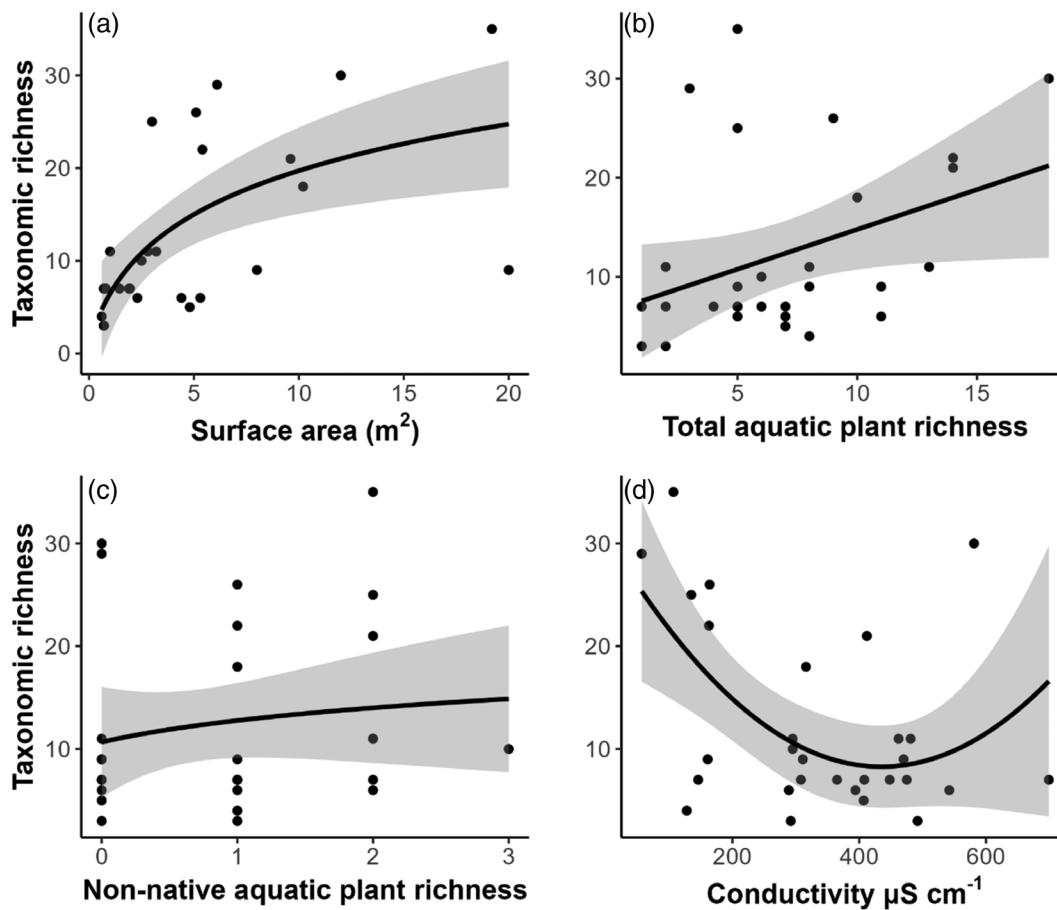 (a)
Taxonomic richness
30
20
10
0
0 5 10 15 20
Surface area (m²)
(b)
30
20
10
5 10 15
Total aquatic plant richness
(c)
Taxonomic richness
30
20
10
0 1 2 3
Non-native aquatic plant richness
(d)
30
20
10
200 400 600
Conductivity µS cm⁻¹